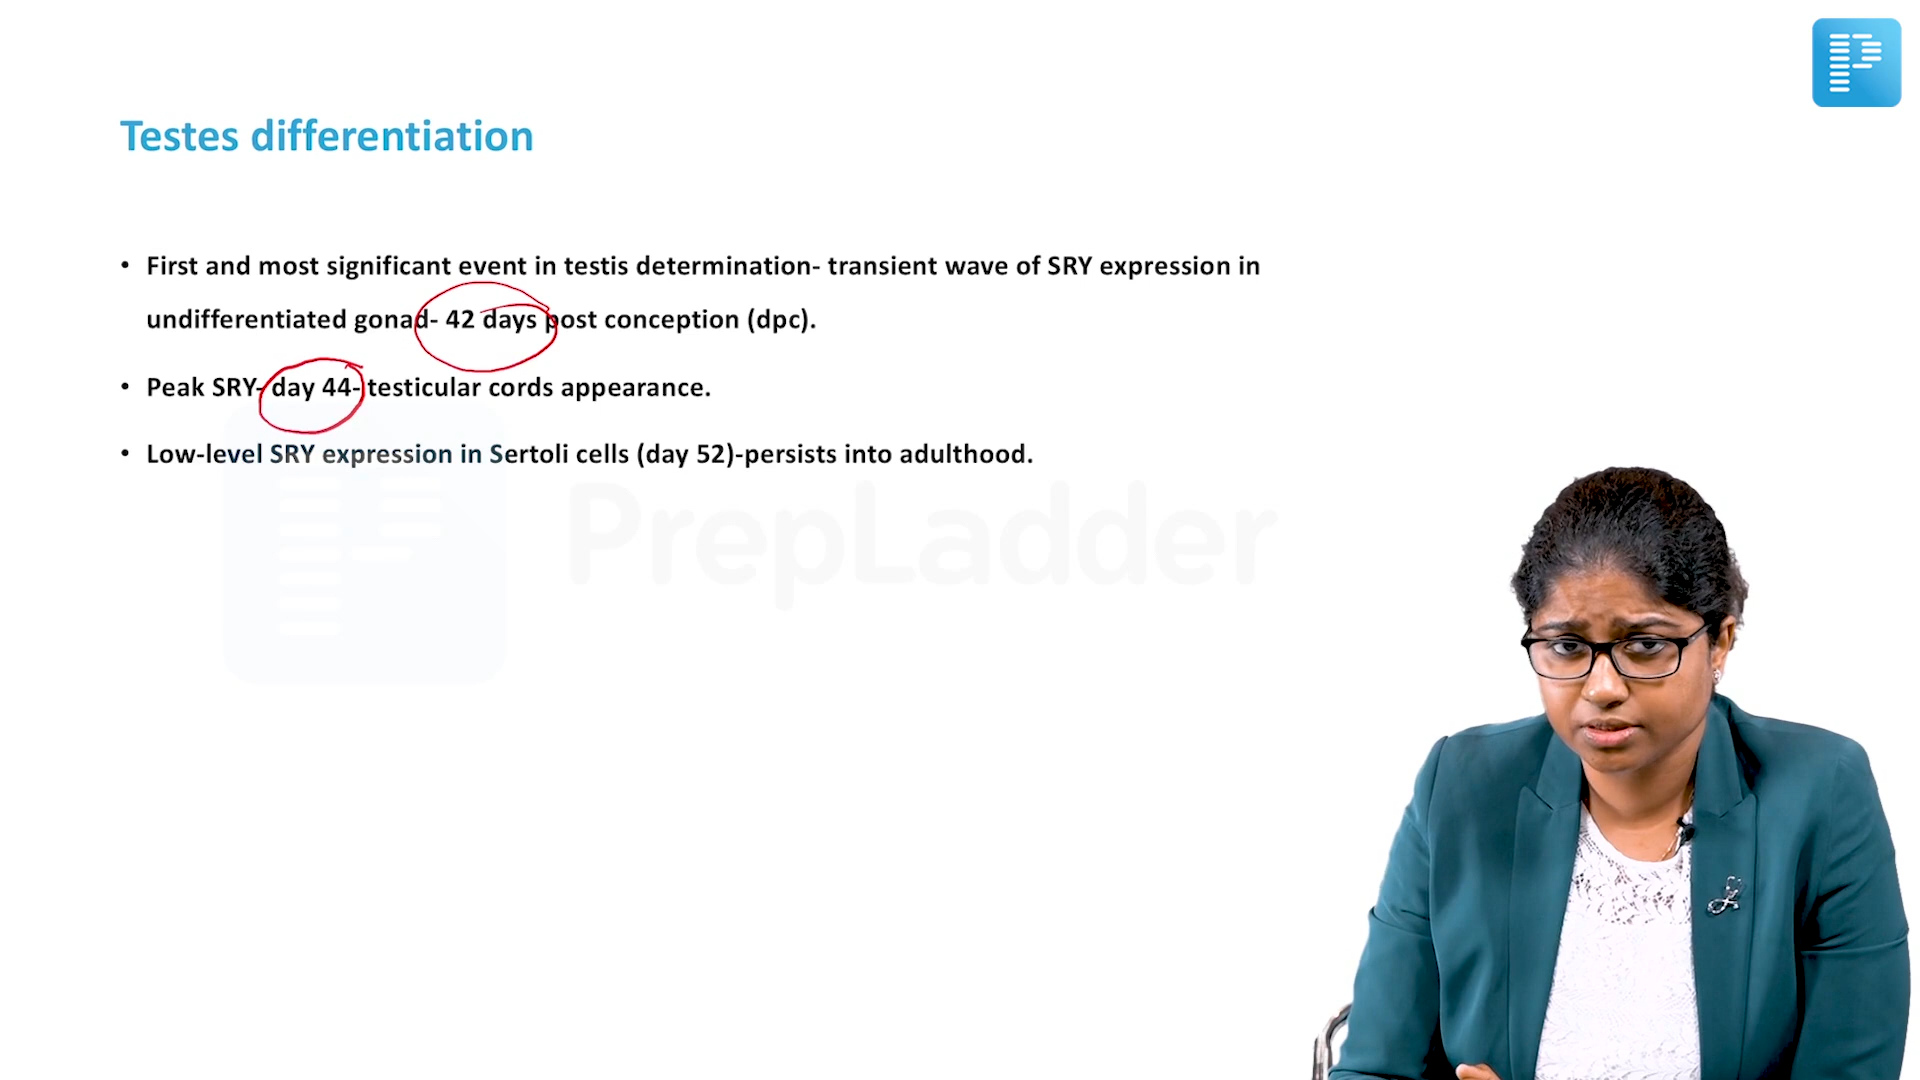 Testes differentiation
• First and most significant event in testis determination- transient wave of SRY expression in
undifferentiated gonad- 42 days post conception (dpc).
• Peak SRY- day 44- testicular cords appearance.
• Low-level SRY expression in Sertoli cells (day 52)-persists into adulthood.
PrepLadder